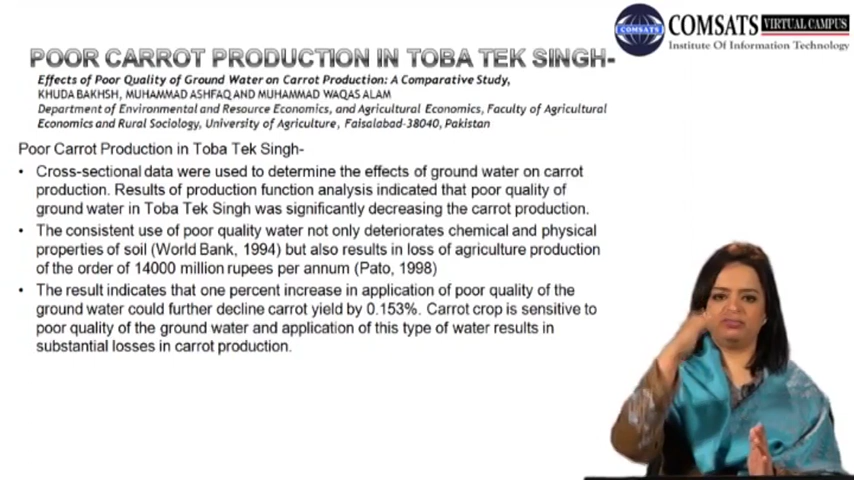 COMSATS VIRTUAL CAMPUS
Institute Of Information Technology
POOR CARROT PRODUCTION IN TOBA TEK SINGH-
Effects of Poor Quality of Ground Water on Carrot Production: A Comparative Study,
KHUDA BAKHSH, MUHAMMAD ASHFAQ AND MUHAMMAD WAQAS ALAM
Department of Environmental and Resource Economics, and Agricultural Economics, Faculty of Agricultural
Economics and Rural Sociology, University of Agriculture, Faisalabad-38040, Pakistan
Poor Carrot Production in Toba Tek Singh-
• Cross-sectional data were used to determine the effects of ground water on carrot
production. Results of production function analysis indicated that poor quality of
ground water in Toba Tek Singh was significantly decreasing the carrot production.
• The consistent use of poor quality water not only deteriorates chemical and physical
properties of soil (World Bank, 1994) but also results in loss of agriculture production
of the order of 14000 million rupees per annum (Pato, 1998)
• The result indicates that one percent increase in application of poor quality of the
ground water could further decline carrot yield by 0.153%. Carrot crop is sensitive to
poor quality of the ground water and application of this type of water results in
substantial losses in carrot production.